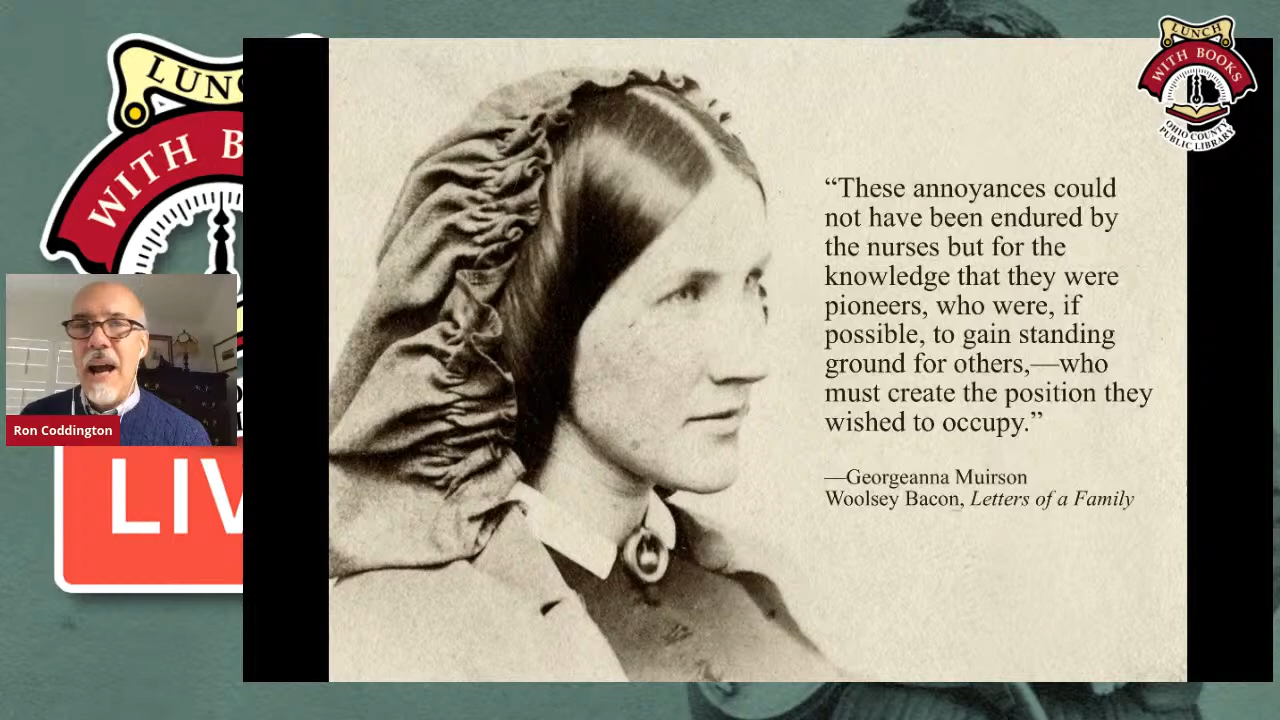 LUN
WITH B
LIV
Ron Coddington
“These annoyances could
not have been endured by
the nurses but for the
knowledge that they were
pioneers, who were, if
possible, to gain standing
ground for others,—who
must create the position they
wished to occupy.”
—Georgeanna Muirson
Woolsey Bacon, Letters of a Family
LUNCH
WITH BOOKS
OHIO COUNTY
PUBLIC LIBRARY